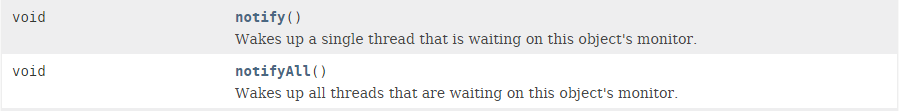 void notify()
Wakes up a single thread that is waiting on this object's monitor.
void notifyAll()
Wakes up all threads that are waiting on this object's monitor.